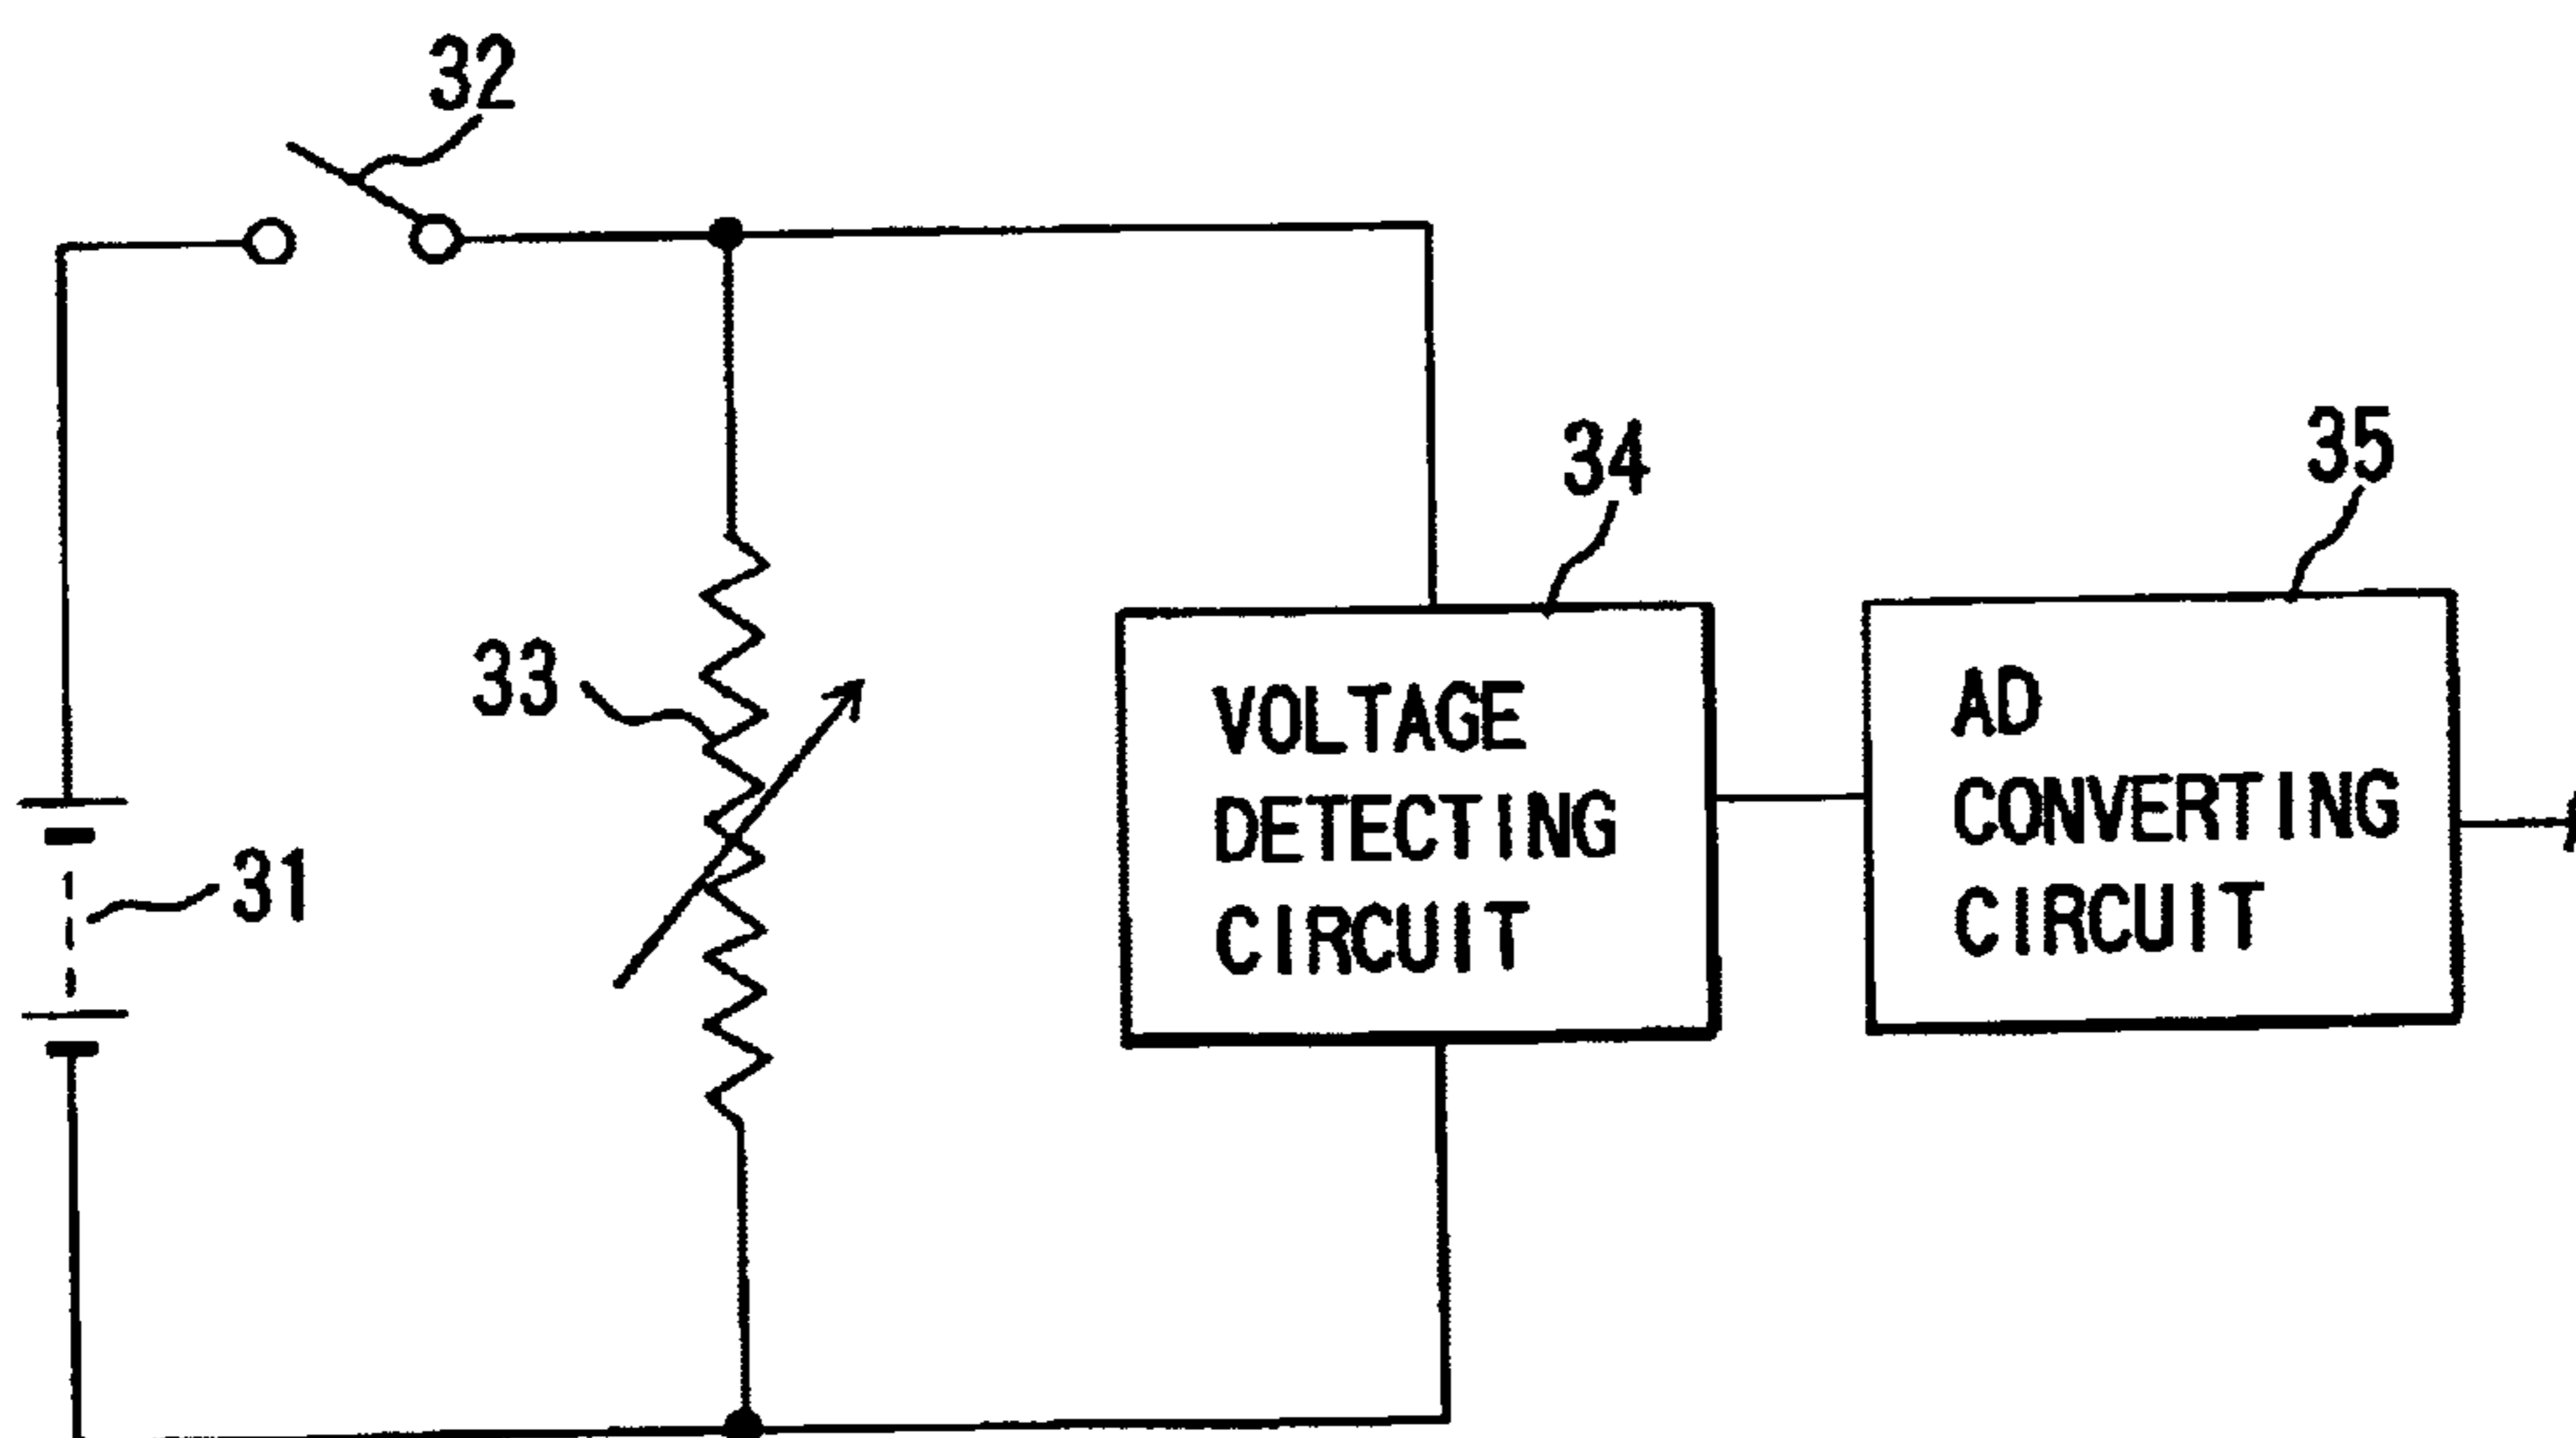 32
34
35
33
VOLTAGE
DETECTING
CIRCUIT
AD
CONVERTING
CIRCUIT
31